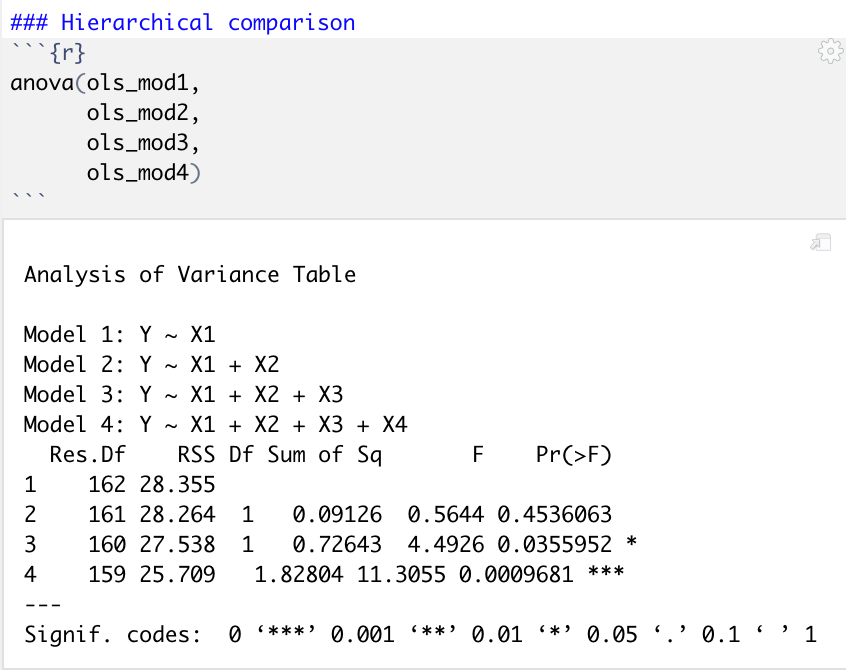 ### Hierarchical comparison
```{r}
anova(ols_mod1,
      ols_mod2,
      ols_mod3,
      ols_mod4)
```
Analysis of Variance Table
Model 1: Y ~ X1
Model 2: Y ~ X1 + X2
Model 3: Y ~ X1 + X2 + X3
Model 4: Y ~ X1 + X2 + X3 + X4
  Res.Df    RSS Df Sum of Sq       F    Pr(>F)
1    162 28.355
2    161 28.264  1   0.09126  0.5644 0.4536063
3    160 27.538  1   0.72643  4.4926 0.0355952 *
4    159 25.709   1.82804 11.3055 0.0009681 ***
---
Signif. codes:  0 ‘***’ 0.001 ‘**’ 0.01 ‘*’ 0.05 ‘.’ 0.1 ‘ ’ 1